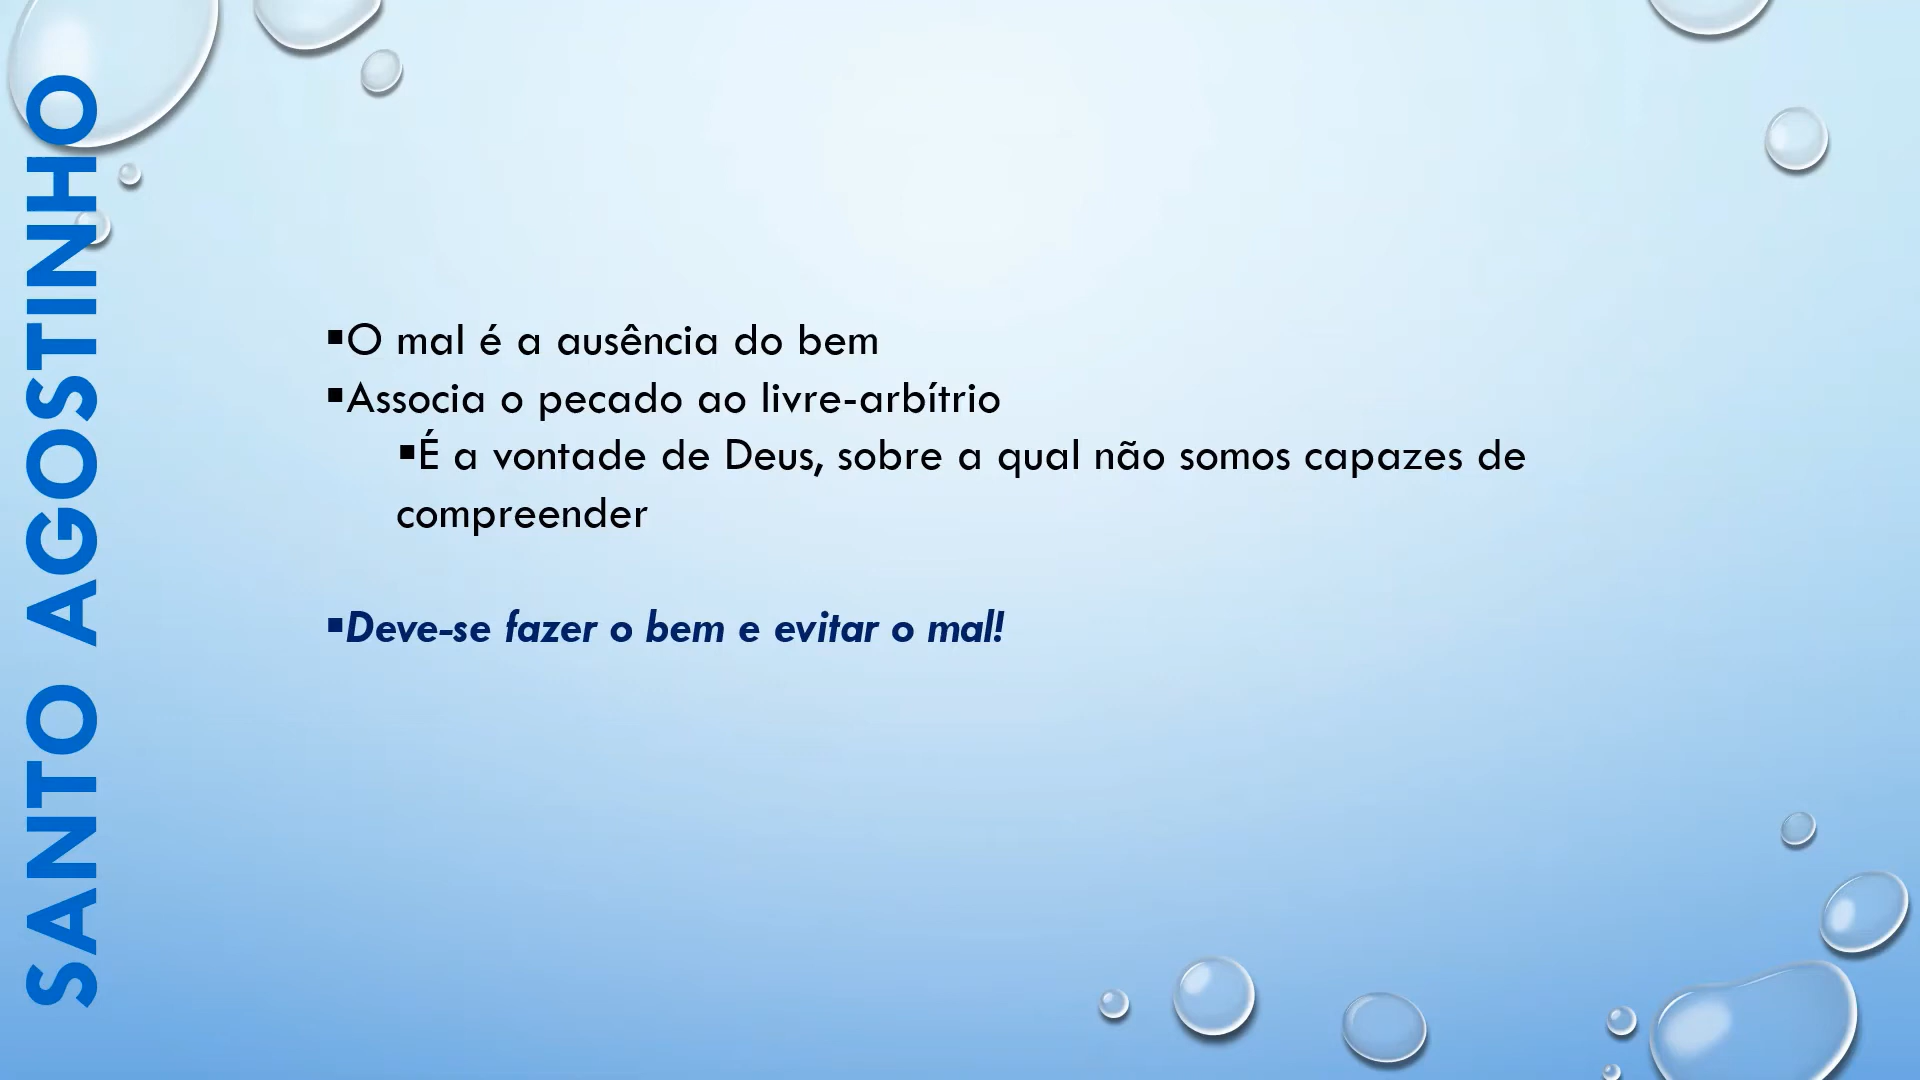 SANTO AGOSTINHO
▪O mal é a ausência do bem
▪Associa o pecado ao livre-arbítrio
▪É a vontade de Deus, sobre a qual não somos capazes de
compreender
▪Deve-se fazer o bem e evitar o mal!